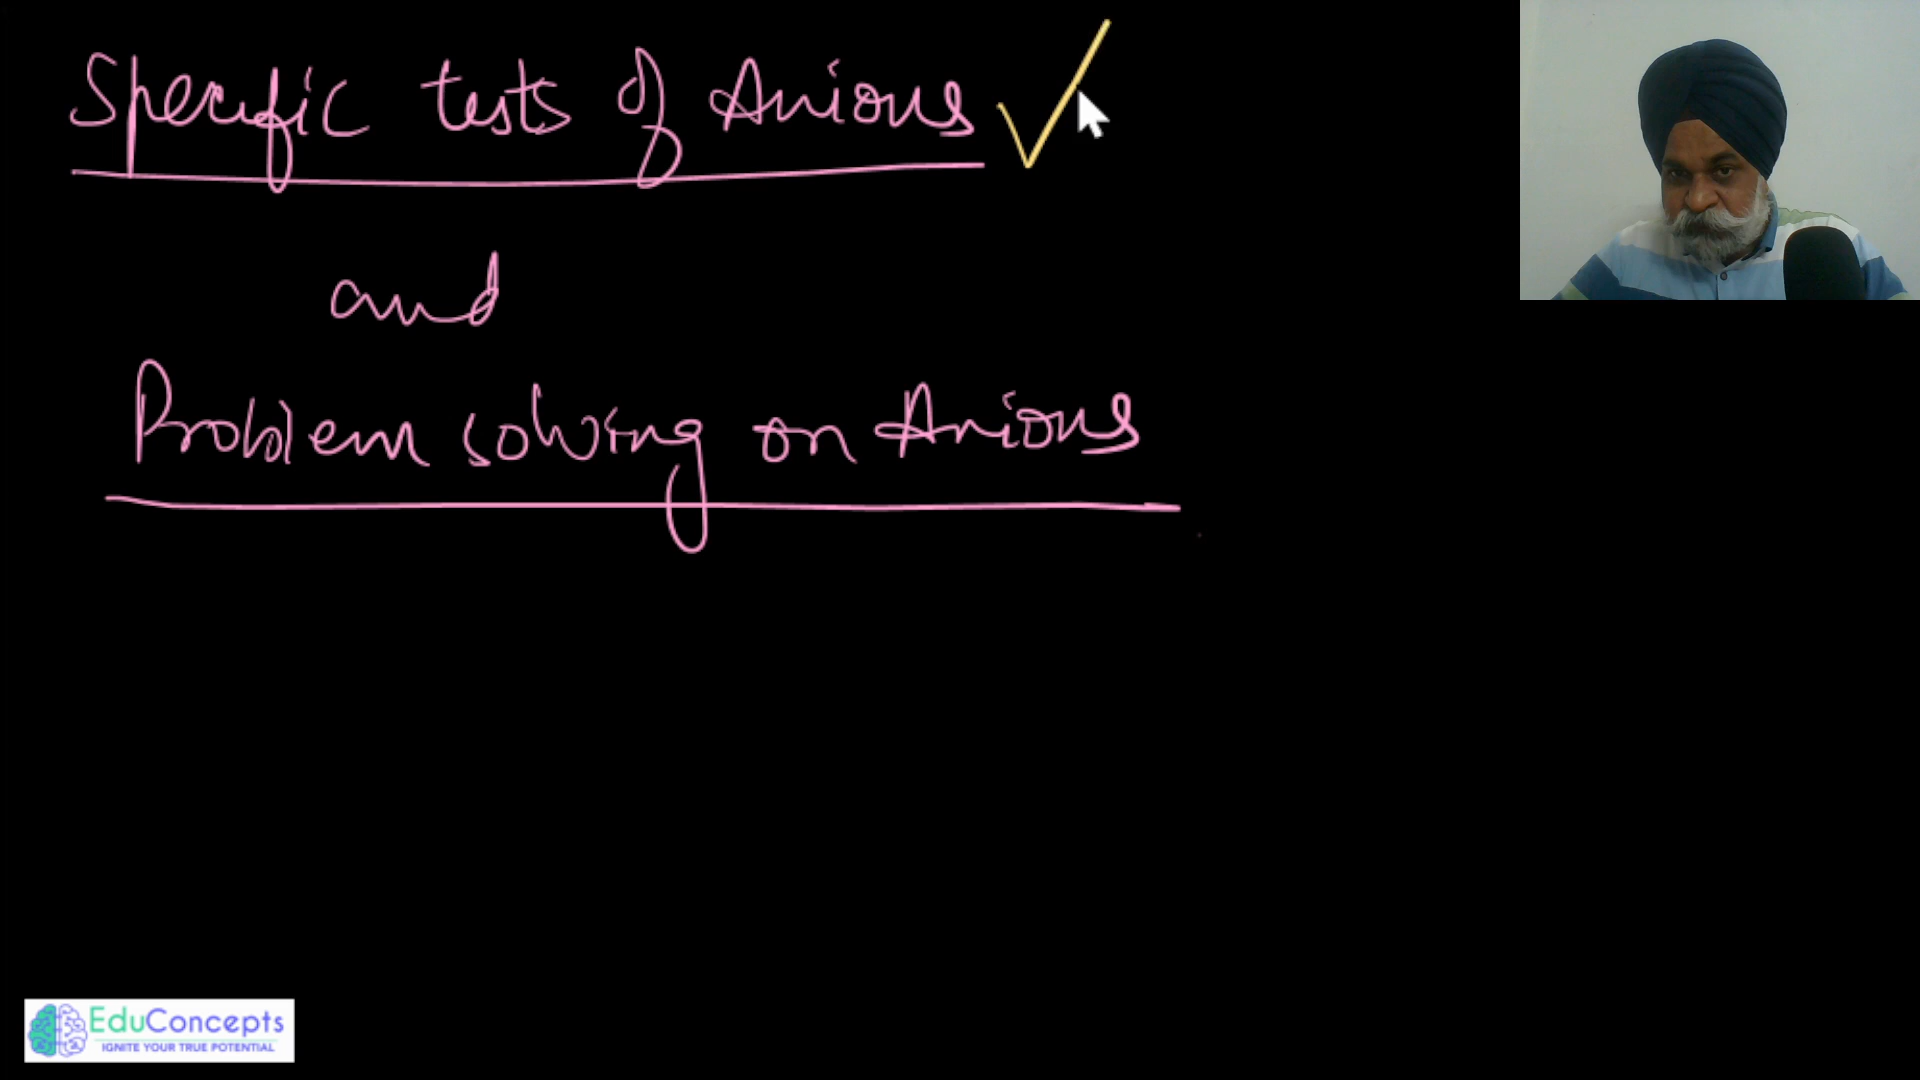 Specific tests of Anions
and
Problem solving on Anions
EduConcepts
IGNITE YOUR TRUE POTENTIAL